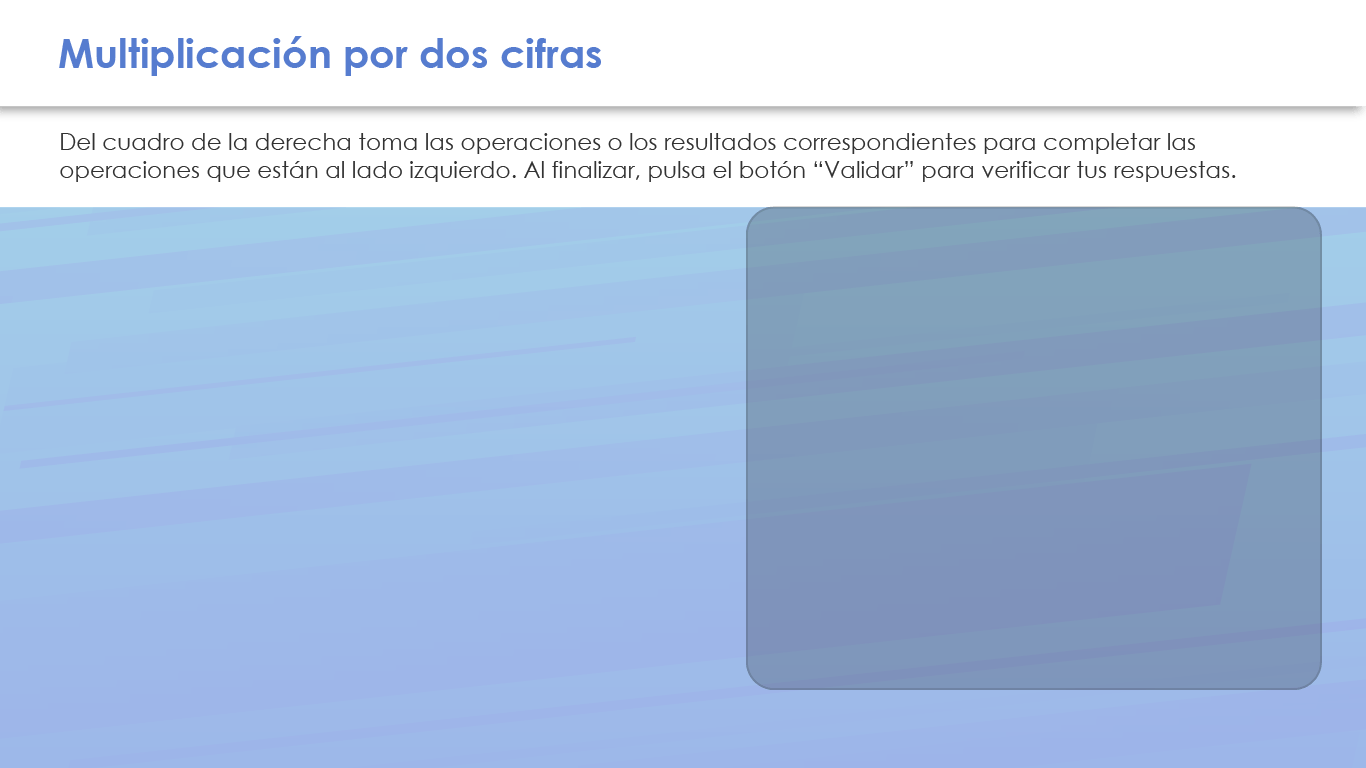 Multiplicación por dos cifras
Del cuadro de la derecha toma las operaciones o los resultados correspondientes para completar las
operaciones que están al lado izquierdo. Al finalizar, pulsa el botón “Validar” para verificar tus respuestas.